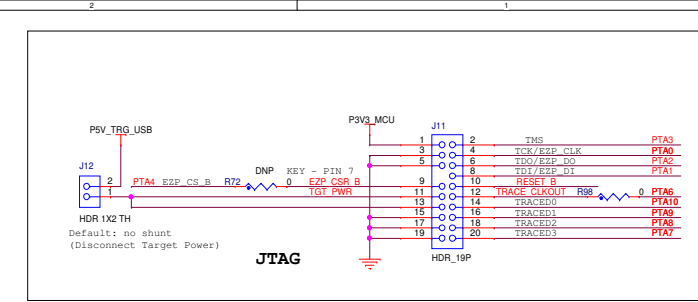 2 1
P5V_TRG_USB
P3V3_MCU
J11
J12
1 2 TMS PTA3
3 4 TCK/EZP_CLK PTA0
5 6 TDO/EZP_DO PTA2
8 TDI/EZP_DI PTA1
DNP KEY - PIN 7
2 PTA4 EZP_CS_B R72 0 EZP_CSR_B 9 10 RESET_B
1 TGT_PWR 11 12 TRACE_CLKOUT R98 0 PTA6
13 14 TRACED0 PTA10
15 16 TRACED1 PTA9
17 18 TRACED2 PTA8
19 20 TRACED3 PTA7
HDR 1X2 TH
Default: no shunt
(Disconnect Target Power)
JTAG
HDR_19P